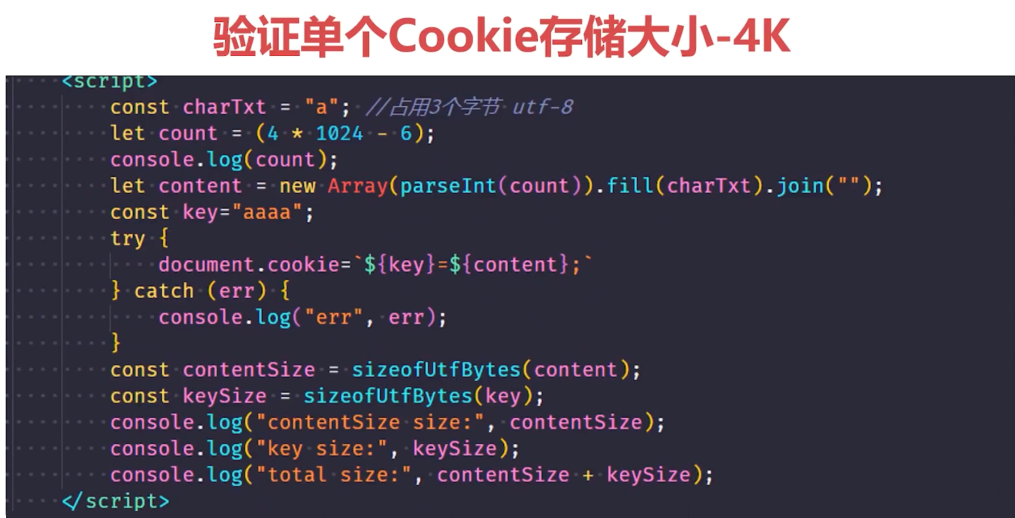 验证单个Cookie存储大小-4K
<script>
const charTxt = "a"; //占用3个字节 utf-8
let count = (4 * 1024 - 6);
console.log(count);
let content = new Array(parseInt(count)).fill(charTxt).join("");
const key="aaaa";
try {
document.cookie=`${key}=${content};`
} catch (err) {
console.log("err", err);
}
const contentSize = sizeofUtfBytes(content);
const keySize = sizeofUtfBytes(key);
console.log("contentSize size:", contentSize);
console.log("key size:", keySize);
console.log("total size:", contentSize + keySize);
</script>